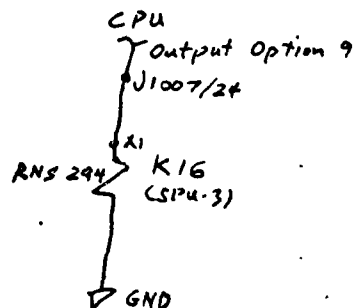 CPU
Output Option 9
J1007/24
X1
RNS 294 K16
(SPU-3)
GND